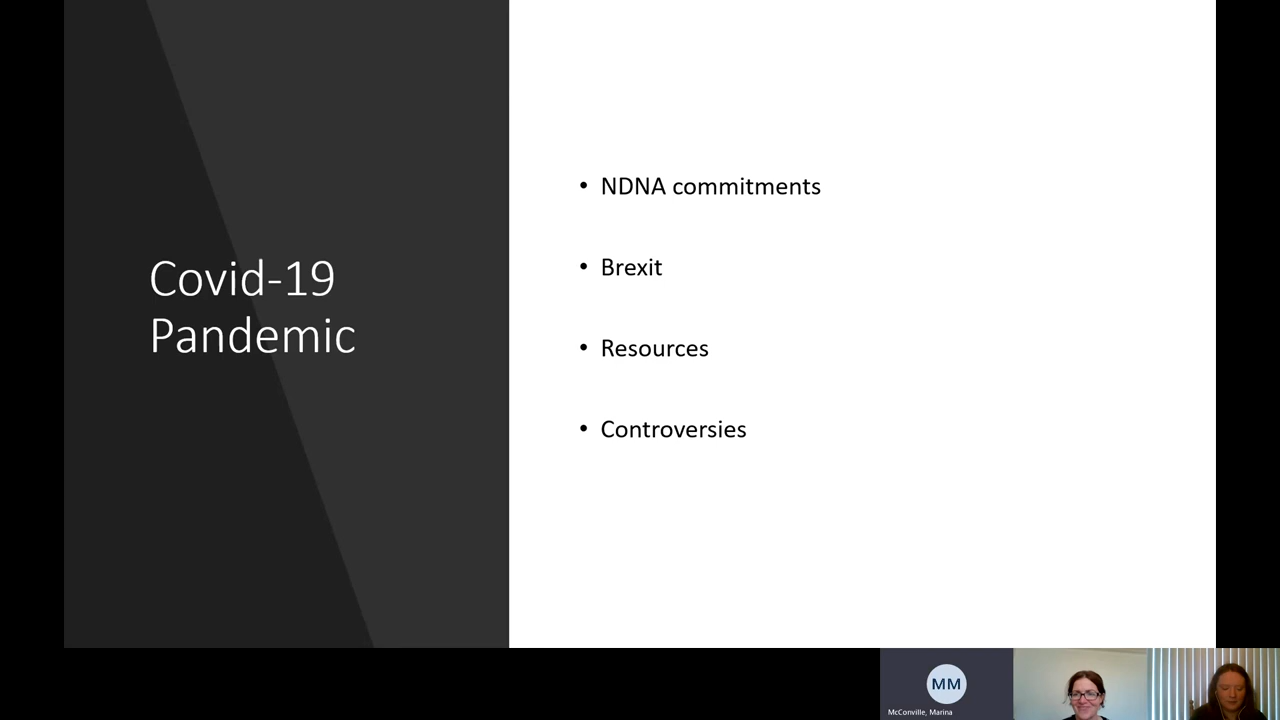 Covid-19
Pandemic
• NDNA commitments
• Brexit
• Resources
• Controversies
MM
McConville, Marina